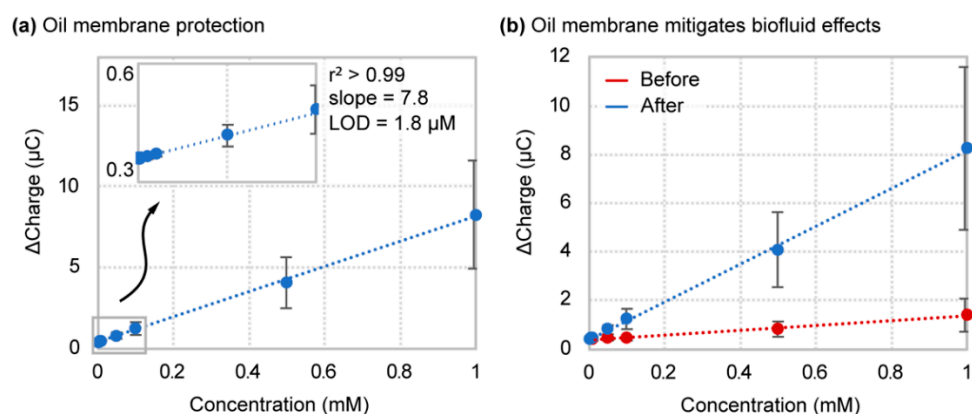 (a) Oil membrane protection
ΔCharge (µC)
15
10
5
0
0.6
0.3
r² > 0.99
slope = 7.8
LOD = 1.8 µM
0 0.2 0.4 0.6 0.8 1
Concentration (mM)
(b) Oil membrane mitigates biofluid effects
ΔCharge (µC)
12
10
8
6
4
2
0
Before
After
0 0.2 0.4 0.6 0.8 1
Concentration (mM)